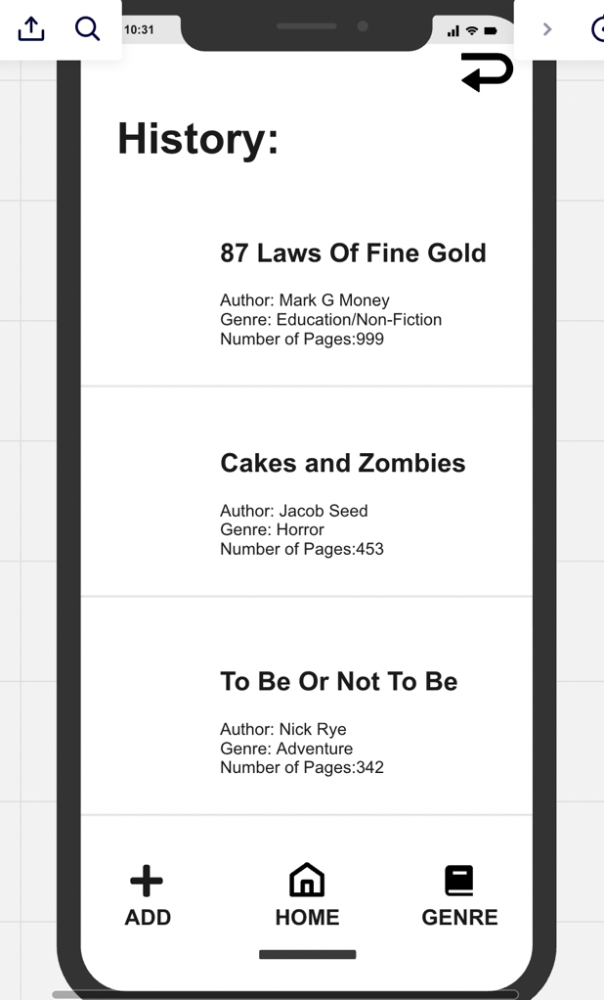 10:31
History:
87 Laws Of Fine Gold
Author: Mark G Money
Genre: Education/Non-Fiction
Number of Pages:999
Cakes and Zombies
Author: Jacob Seed
Genre: Horror
Number of Pages:453
To Be Or Not To Be
Author: Nick Rye
Genre: Adventure
Number of Pages:342
ADD HOME GENRE